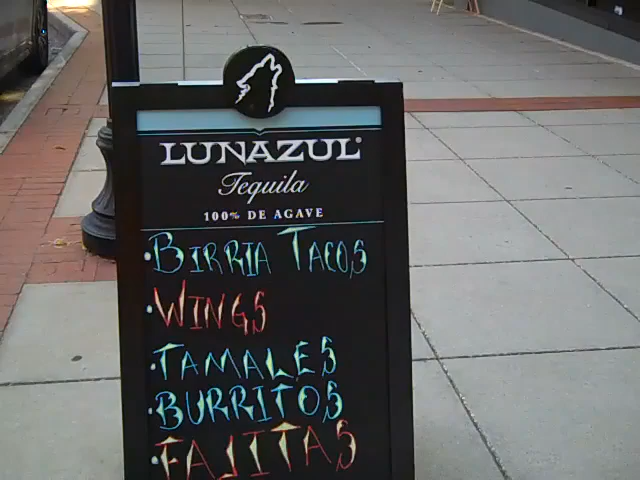 LUNAZUL®
Tequila
100% DE AGAVE
• BIRRIA TACOS
• WINGS
• TAMALES
• BURRITOS
• FAJITAS